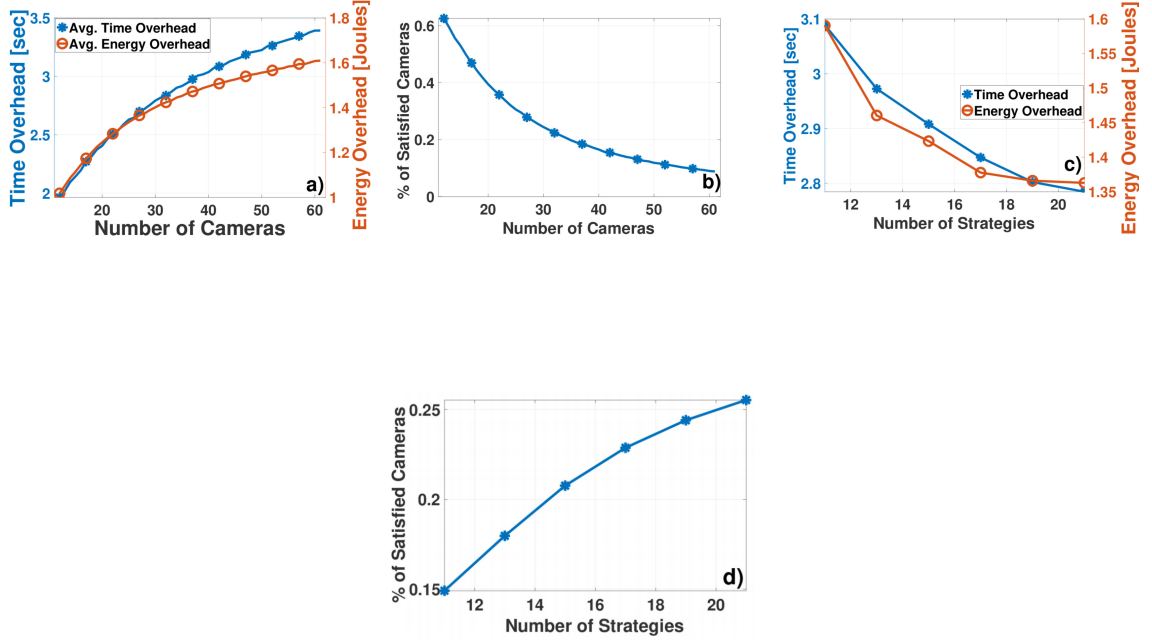 3.5
3
2.5
2
Time Overhead [sec]
Avg. Time Overhead
Avg. Energy Overhead
a)
1.8
1.6
1.4
1.2
1
Energy Overhead [Joules]
20 30 40 50 60
Number of Cameras
0.6
0.4
0.2
0
% of Satisfied Cameras
b)
20 30 40 50 60
Number of Cameras
3.1
3
2.9
2.8
Time Overhead [sec]
Time Overhead
Energy Overhead
c)
1.6
1.55
1.5
1.45
1.4
1.35
Energy Overhead [Joules]
12 14 16 18 20
Number of Strategies
0.25
0.2
0.15
% of Satisfied Cameras
d)
12 14 16 18 20
Number of Strategies